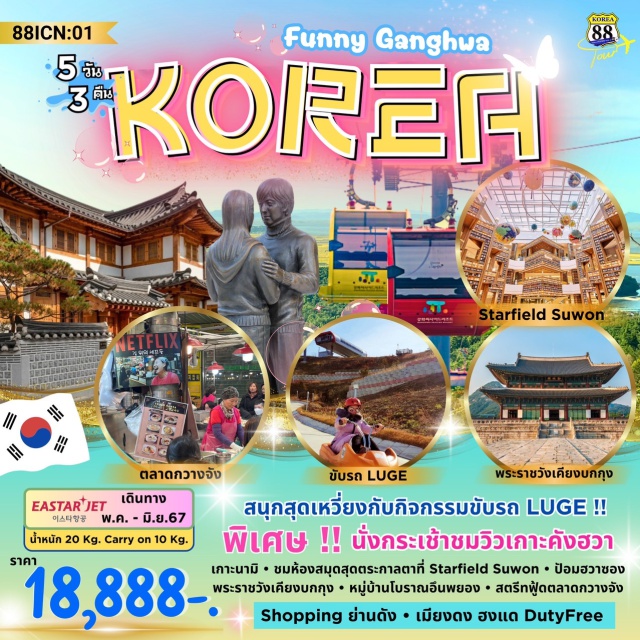 88ICN:01
KOREA
88
Tour
Funny Ganghwa
5 วัน
3 คืน
KOREA
Starfield Suwon
NETFLIX
ตลาดกวางจัง
ขับรถ LUGE
พระราชวังเคียงบกกุง
EASTAR JET
이스타항공
เดินทาง
พ.ค. - มิ.ย.67
น้ำหนัก 20 Kg. Carry on 10 Kg.
ราคา
18,888-.
สนุกสุดเหวี่ยงกับกิจกรรมขับรถ LUGE !!
พิเศษ !! นั่งกระเช้าชมวิวเกาะคังฮวา
เกาะนามิ • ชมห้องสมุดสุดตระกาลตาที่ Starfield Suwon • ป้อมฮวาซอง
พระราชวังเคียงบกกุง • หมู่บ้านโบราณอึนพยอง • สตรีทฟู้ดตลาดกวางจัง
Shopping ย่านดัง • เมียงดง ฮงแด DutyFree